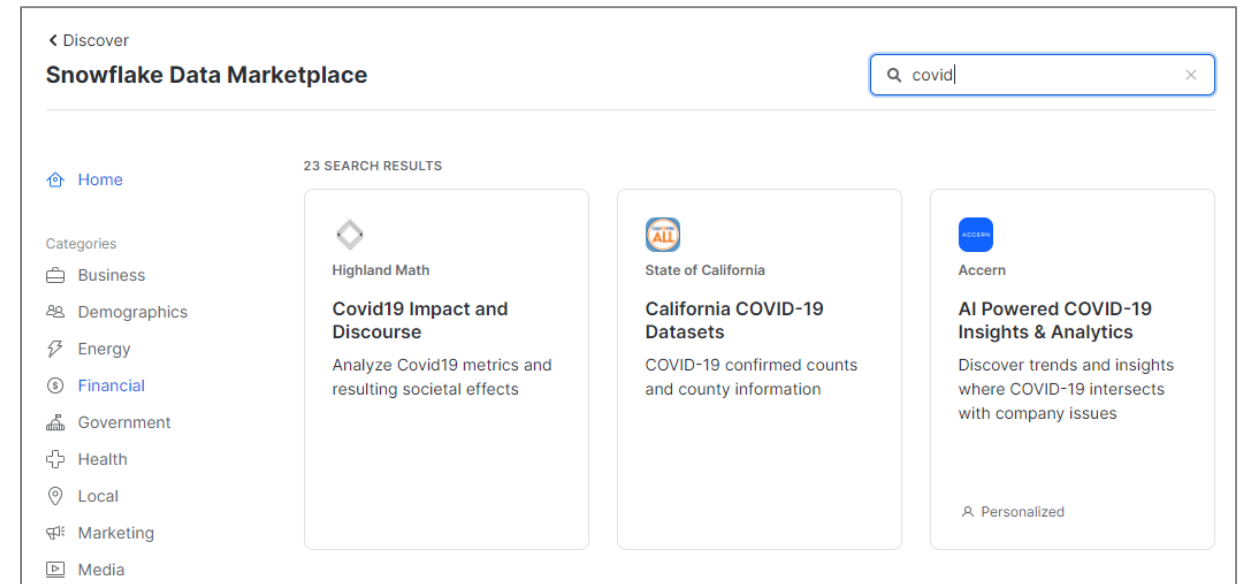 Discover
Snowflake Data Marketplace
covid
23 SEARCH RESULTS
Home
Categories
Business
Demographics
Energy
Financial
Government
Health
Local
Marketing
Media
Highland Math
Covid19 Impact and
Discourse
Analyze Covid19 metrics and
resulting societal effects
ALL
State of California
California COVID-19
Datasets
COVID-19 confirmed counts
and county information
ACCERN
Accern
AI Powered COVID-19
Insights & Analytics
Discover trends and insights
where COVID-19 intersects
with company issues
Personalized